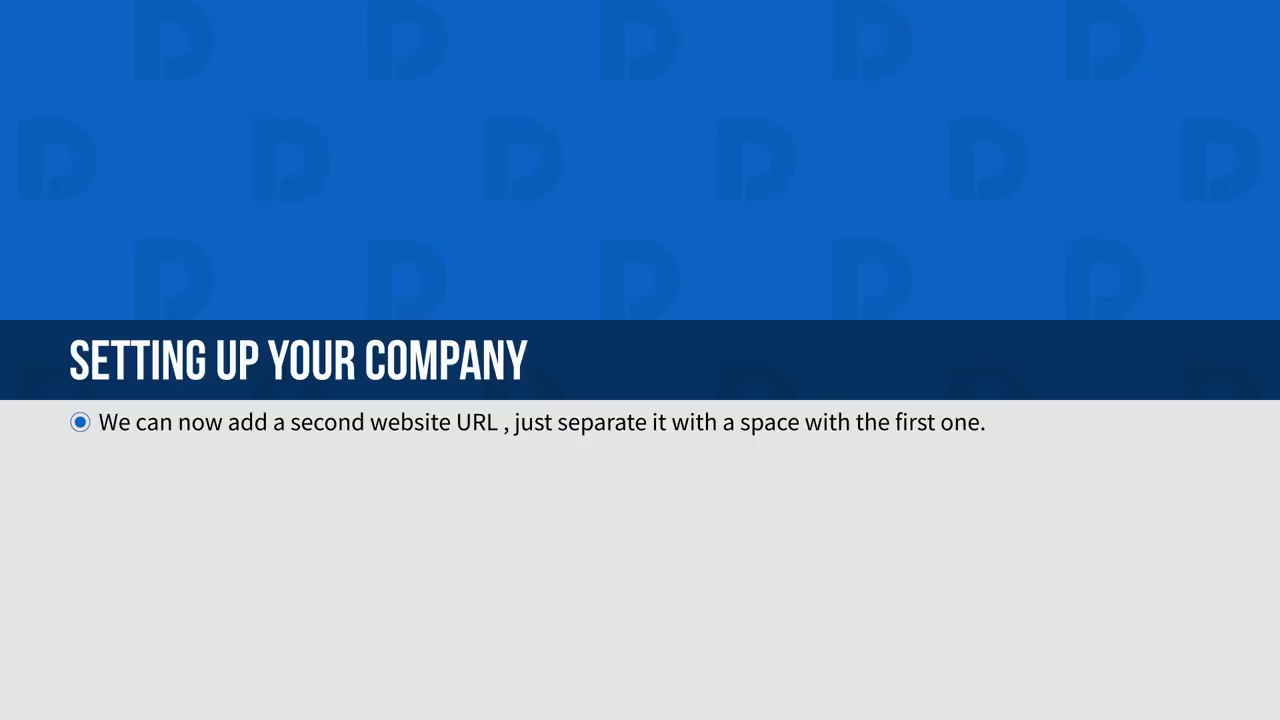 SETTING UP YOUR COMPANY
We can now add a second website URL , just separate it with a space with the first one.